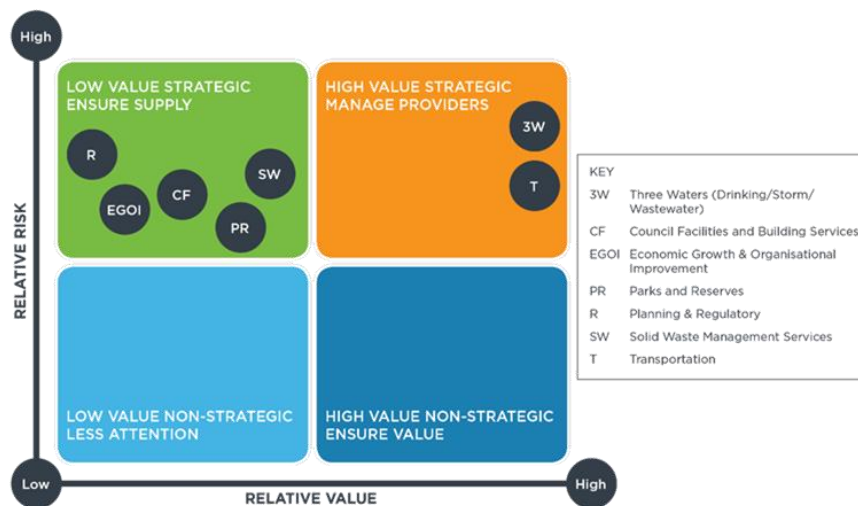 High
LOW VALUE STRATEGIC
ENSURE SUPPLY
HIGH VALUE STRATEGIC
MANAGE PROVIDERS
3W
R
SW
T
CF
EGOI
PR
RELATIVE RISK
KEY
3W Three Waters (Drinking/Storm/
Wastewater)
CF Council Facilities and Building Services
EGOI Economic Growth & Organisational
Improvement
PR Parks and Reserves
R Planning & Regulatory
SW Solid Waste Management Services
T Transportation
LOW VALUE NON-STRATEGIC
LESS ATTENTION
HIGH VALUE NON-STRATEGIC
ENSURE VALUE
Low
RELATIVE VALUE
High